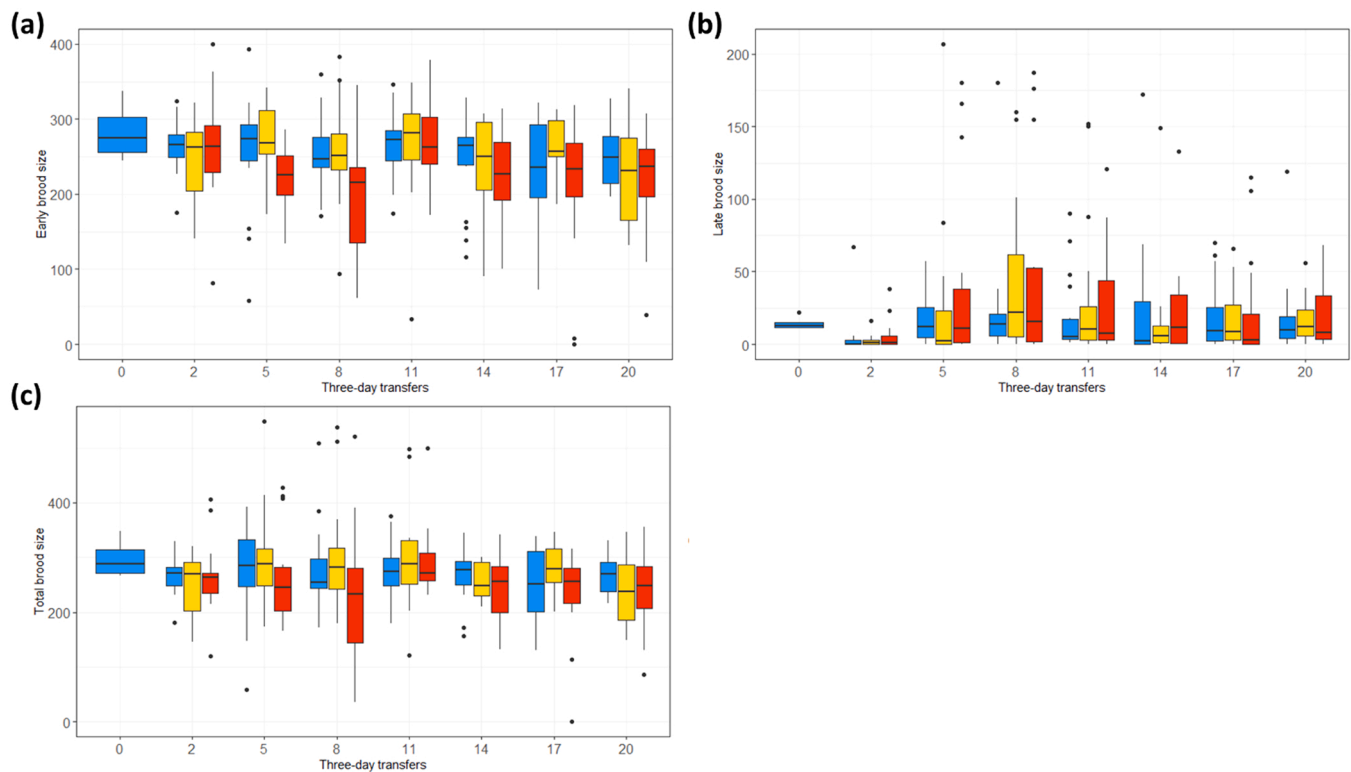 (a)
Early brood size
400
300
200
100
0
0 2 5 8 11 14 17 20
Three-day transfers
(b)
Late brood size
200
150
100
50
0
0 2 5 8 11 14 17 20
Three-day transfers
(c)
Total brood size
400
200
0
0 2 5 8 11 14 17 20
Three-day transfers